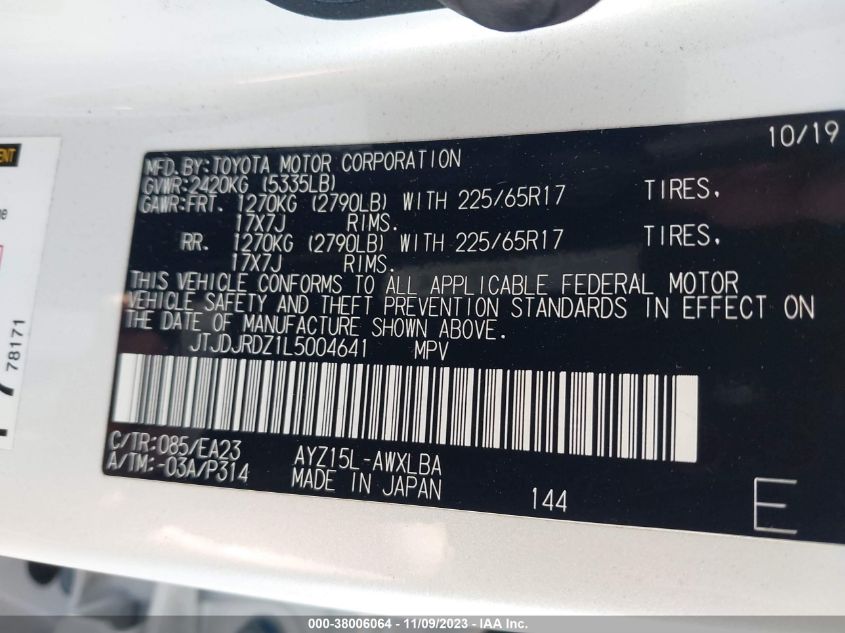 10/19
MFD.BY:TOYOTA MOTOR CORPORATION
GVWR:2420KG (5335LB)
GAWR:FRT. 1270KG (2790LB) WITH 225/65R17 TIRES,
17X7J RIMS.
RR. 1270KG (2790LB) WITH 225/65R17 TIRES,
17X7J RIMS.
THIS VEHICLE CONFORMS TO ALL APPLICABLE FEDERAL MOTOR
VEHICLE SAFETY AND THEFT PREVENTION STANDARDS IN EFFECT ON
THE DATE OF MANUFACTURE SHOWN ABOVE.
JTJDJRDZ1L5004641 MPV
C/TR:085/EA23
A/TM:-03A/P314
AYZ15L-AWXLBA
MADE IN JAPAN
144
E
78171
000-38006064 - 11/09/2023 - IAA Inc.